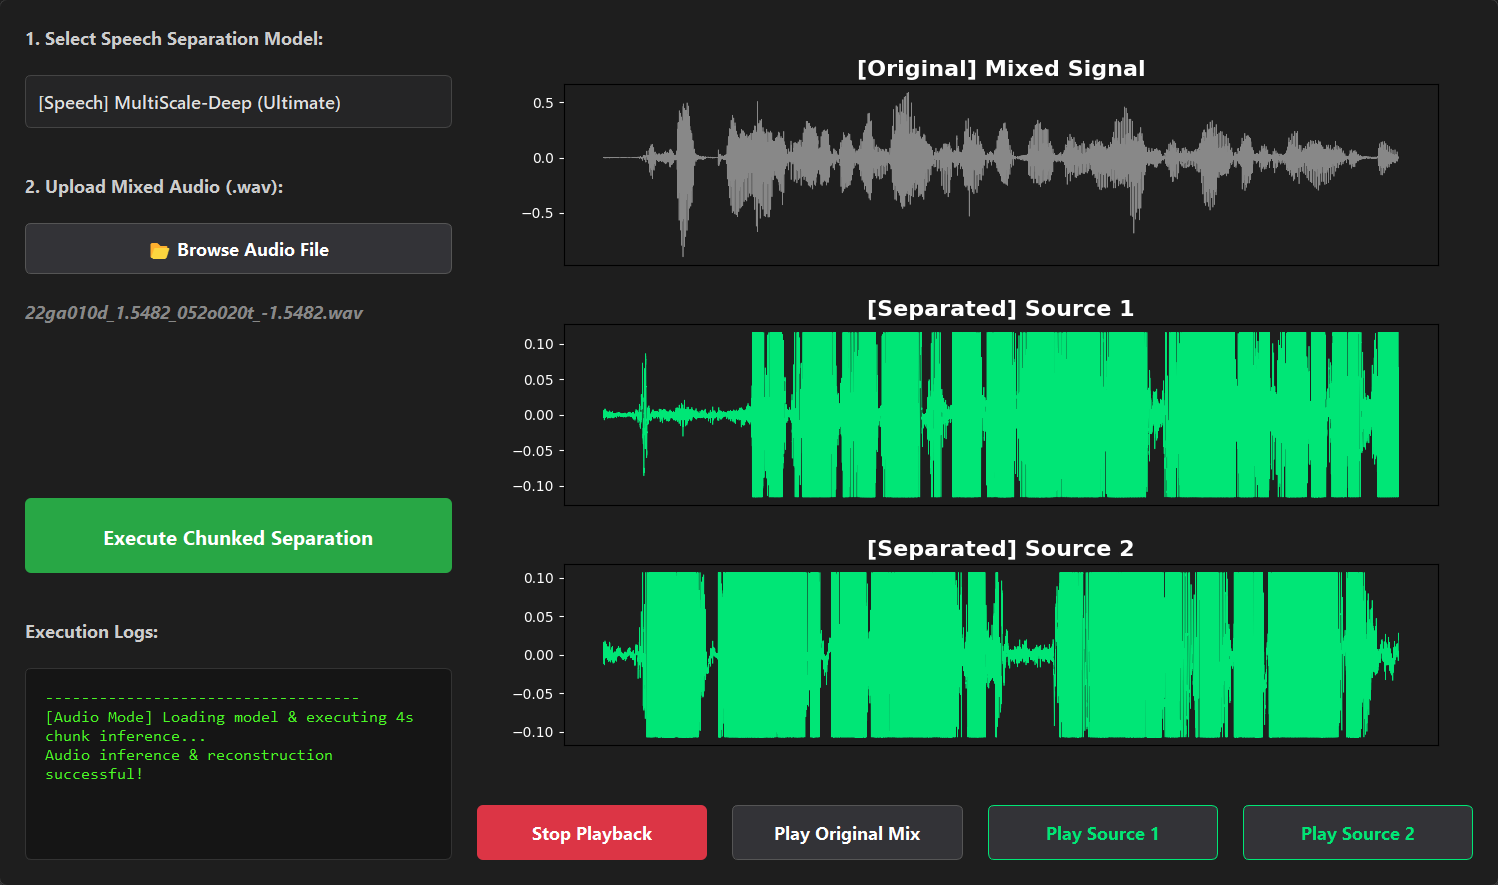 1. Select Speech Separation Model:
[Speech] MultiScale-Deep (Ultimate)
2. Upload Mixed Audio (.wav):
Browse Audio File
22ga010d_1.5482_052o020t_-1.5482.wav
Execute Chunked Separation
Execution Logs:
-----------------------------------
[Audio Mode] Loading model & executing 4s
chunk inference...
Audio inference & reconstruction
successful!
[Original] Mixed Signal
0.5
0.0
−0.5
[Separated] Source 1
0.10
0.05
0.00
−0.05
−0.10
[Separated] Source 2
0.10
0.05
0.00
−0.05
−0.10
Stop Playback
Play Original Mix
Play Source 1
Play Source 2